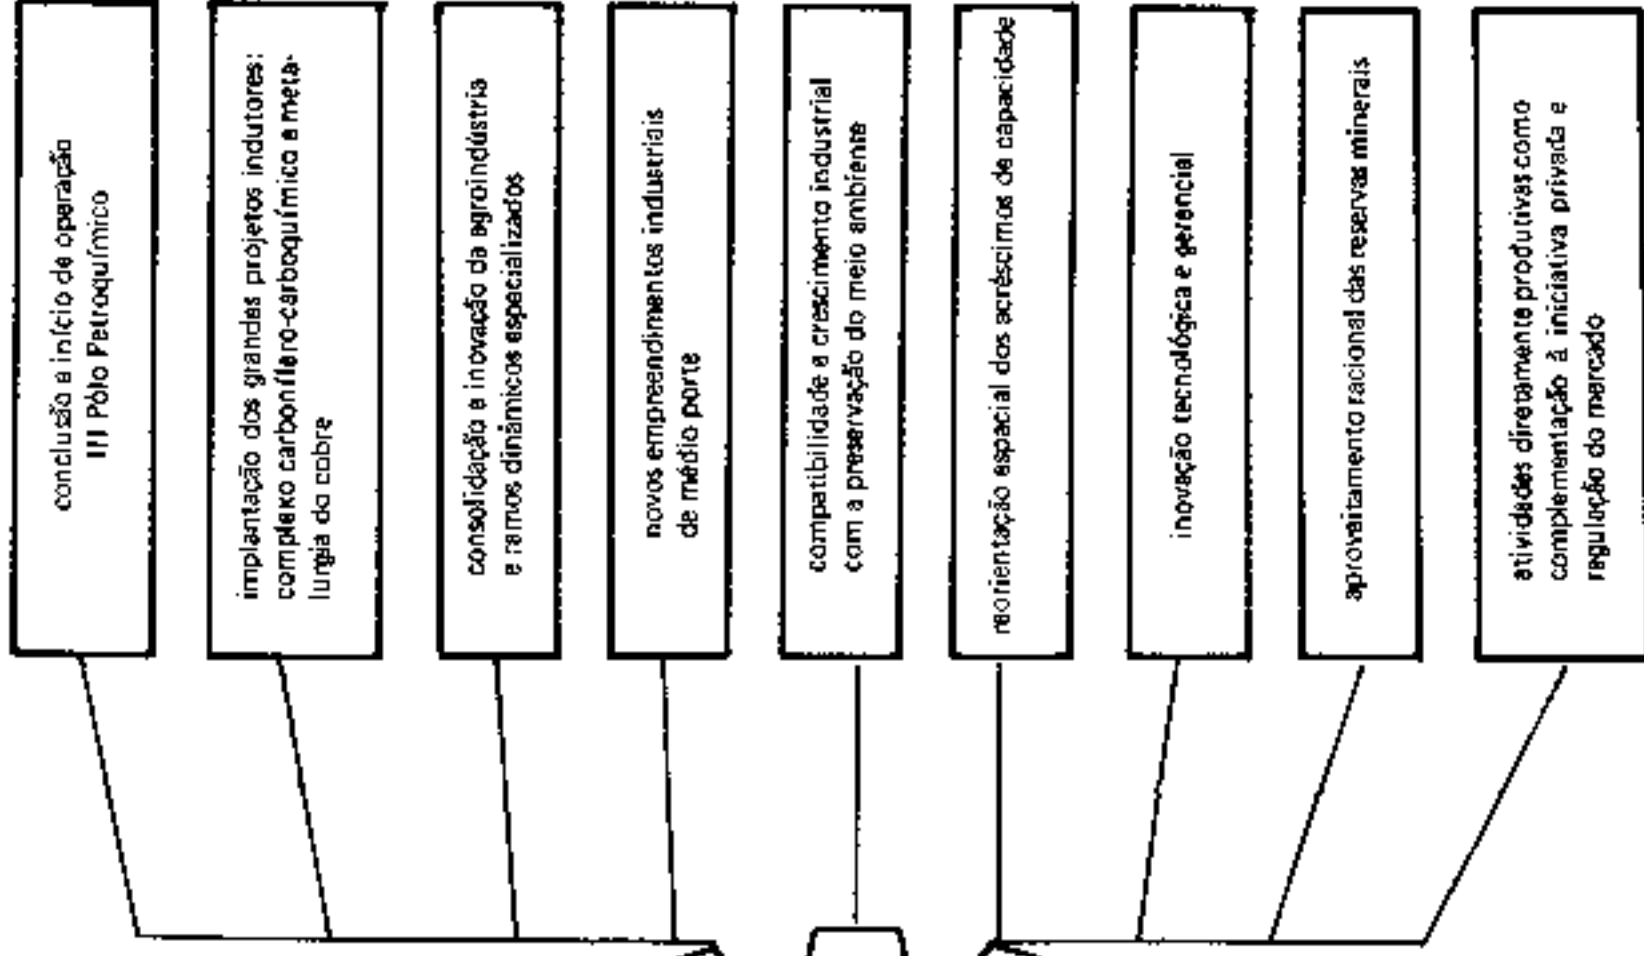 conclusão e início de operação
III Pólo Petroquímico
implantação dos grandes projetos indutores:
complexo carbonífero-carboquímico e meta-
lurgia do cobre
consolidação e inovação da agroindústria
e ramos dinâmicos especializados
novos empreendimentos industriais
de médio porte
compatibilidade e crescimento industrial
com a preservação do meio ambiente
reorientação espacial dos acréscimos de capacidade
inovação tecnológica e gerencial
aproveitamento racional das reservas minerais
atividades diretamente produtivas como
complementação à iniciativa privada e
regulação do mercado